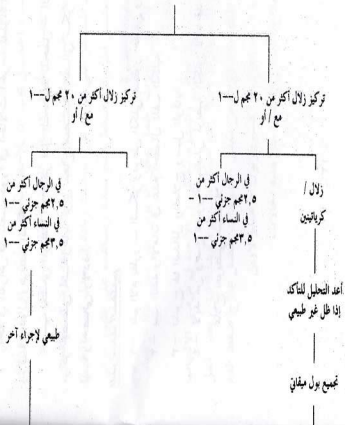 تركيز زلال أكثر من ٢٠ مجم ل-–١
مع / أو
زلال /
كرياتينين
في الرجال أكثر من
٢,٥مجم جزئي -–١ -
في النساء أكثر من
٣,٥مجم جزئي -–١
أعد التحليل للتأكد
إذا ظل غير طبيعي
تجميع بول ميقاتي
تركيز زلال أكثر من ٢٠ مجم ل-–١
مع / أو
في الرجال أكثر من
٢,٥مجم جزئي -–١
في النساء أكثر من
٣,٥مجم جزئي -–١
طبيعي لإجراء آخر